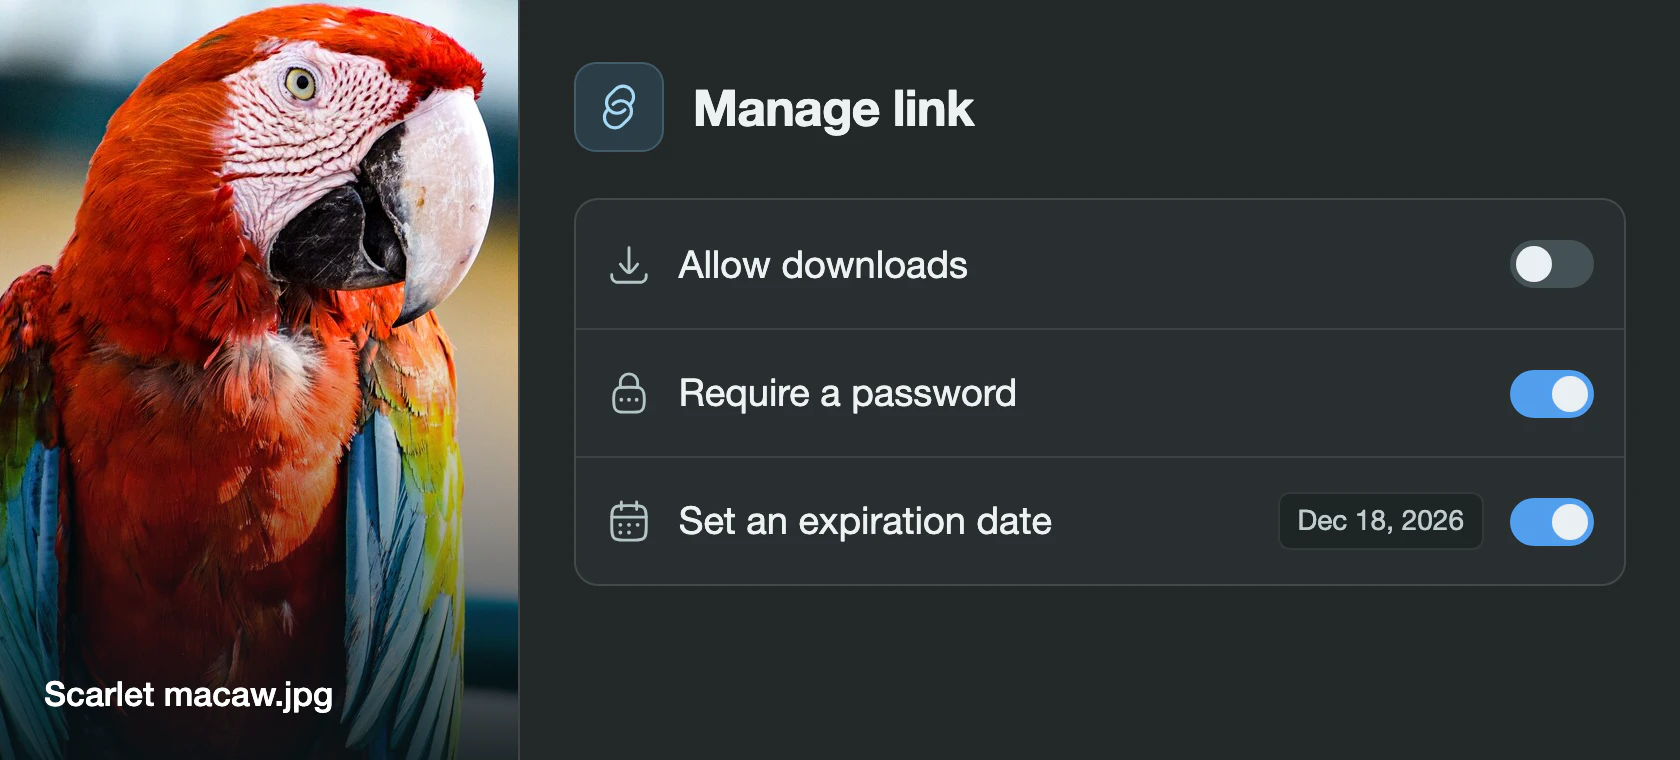 Manage link
Allow downloads
Require a password
Set an expiration date
Dec 18, 2026
Scarlet macaw.jpg